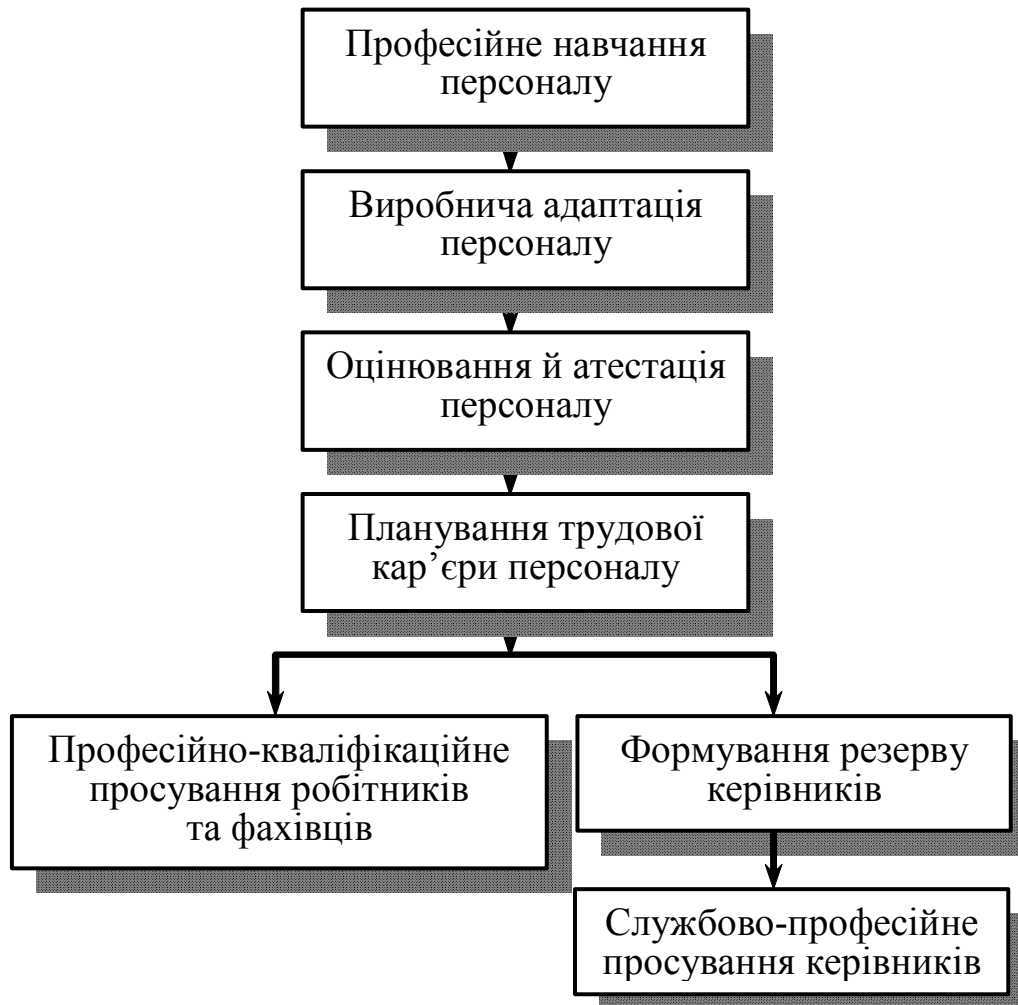 Професійне навчання
персоналу
Виробнича адаптація
персоналу
Оцінювання й атестація
персоналу
Планування трудової
кар’єри персоналу
Професійно-кваліфікаційне
просування робітників
та фахівців
Формування резерву
керівників
Службово-професійне
просування керівників